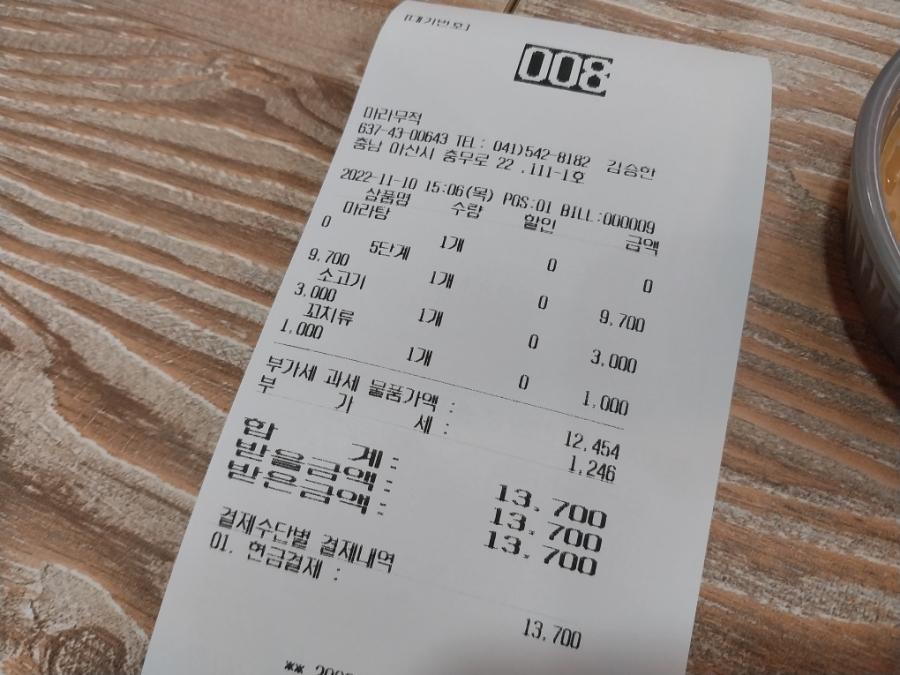 [대기번호]
008
마라무적
637-43-00643 TEL : 041)542-8182 김승한
충남 아산시 충무로 22 ,111-1호
2022-11-10 15:06(목) POS:01 BILL:000009
상품명 수량 할인 금액
마라탕
0 1개 0 0
5단계
9,700 1개 0 9,700
소고기
3,000 1개 0 3,000
꼬치류
1,000 1개 0 1,000
부가세 과세 물품가액 : 12,454
부 가 세 : 1,246
합 계 : 13,700
받을금액 : 13,700
받은금액 : 13,700
결제수단별 결제내역
01. 현금결제 : 13,700